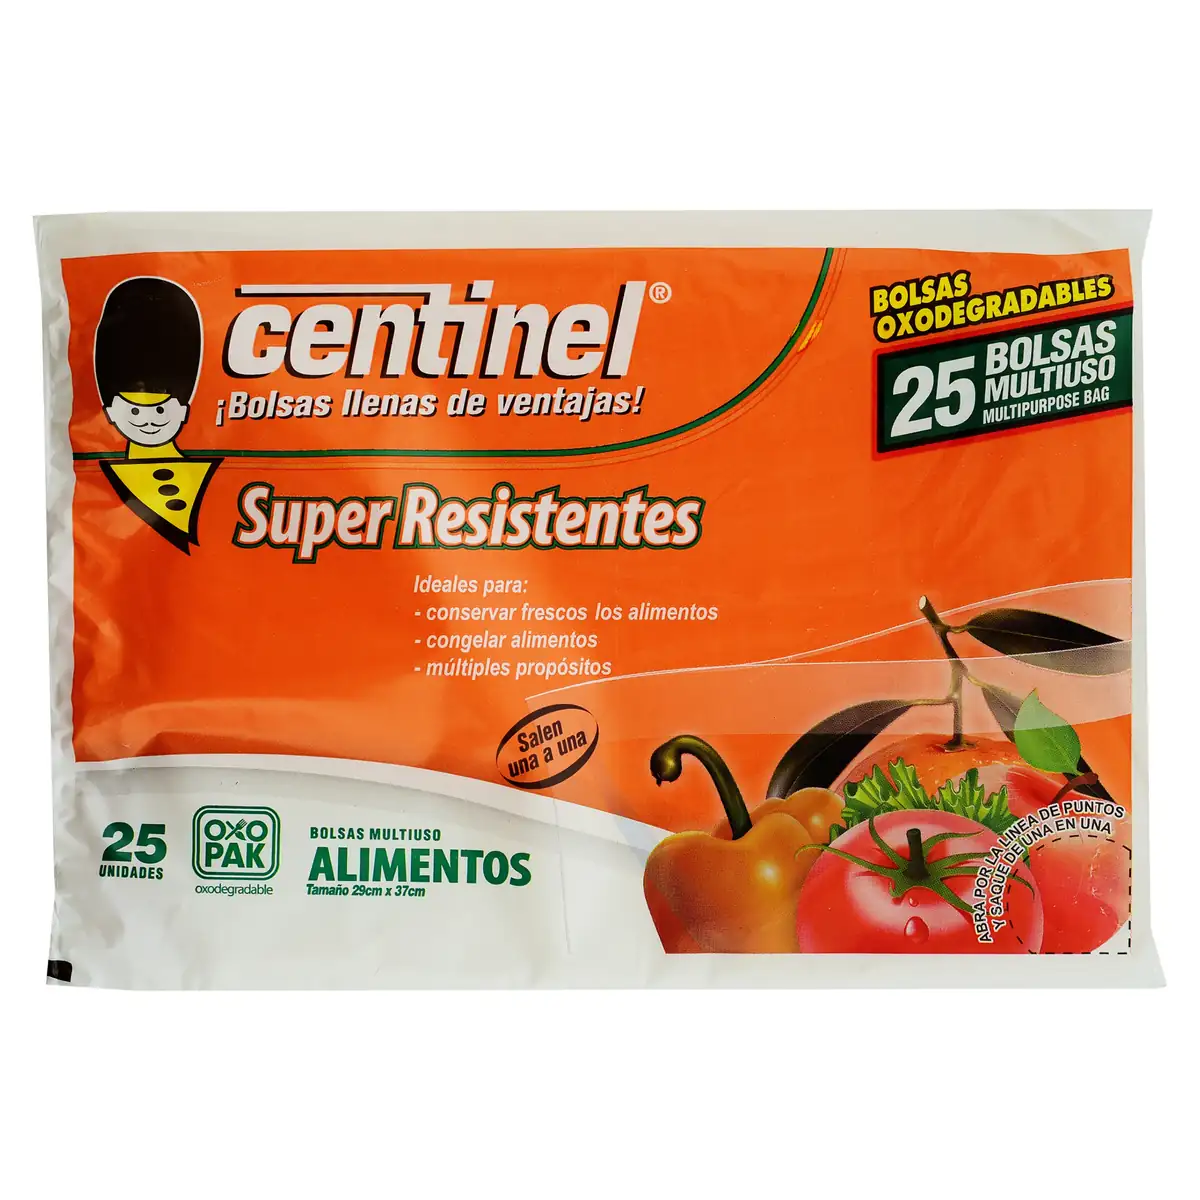 centinel®
¡Bolsas llenas de ventajas!
BOLSAS
OXODEGRADABLES
25 BOLSAS
MULTIUSO
MULTIPURPOSE BAG
Super Resistentes
Ideales para:
- conservar frescos los alimentos
- congelar alimentos
- múltiples propósitos
Salen
una a una
25
UNIDADES
OXO
PAK
oxodegradable
BOLSAS MULTIUSO
ALIMENTOS
Tamaño 29cm x 37cm
ABRA POR LA LINEA DE PUNTOS
Y SAQUE DE UNA EN UNA